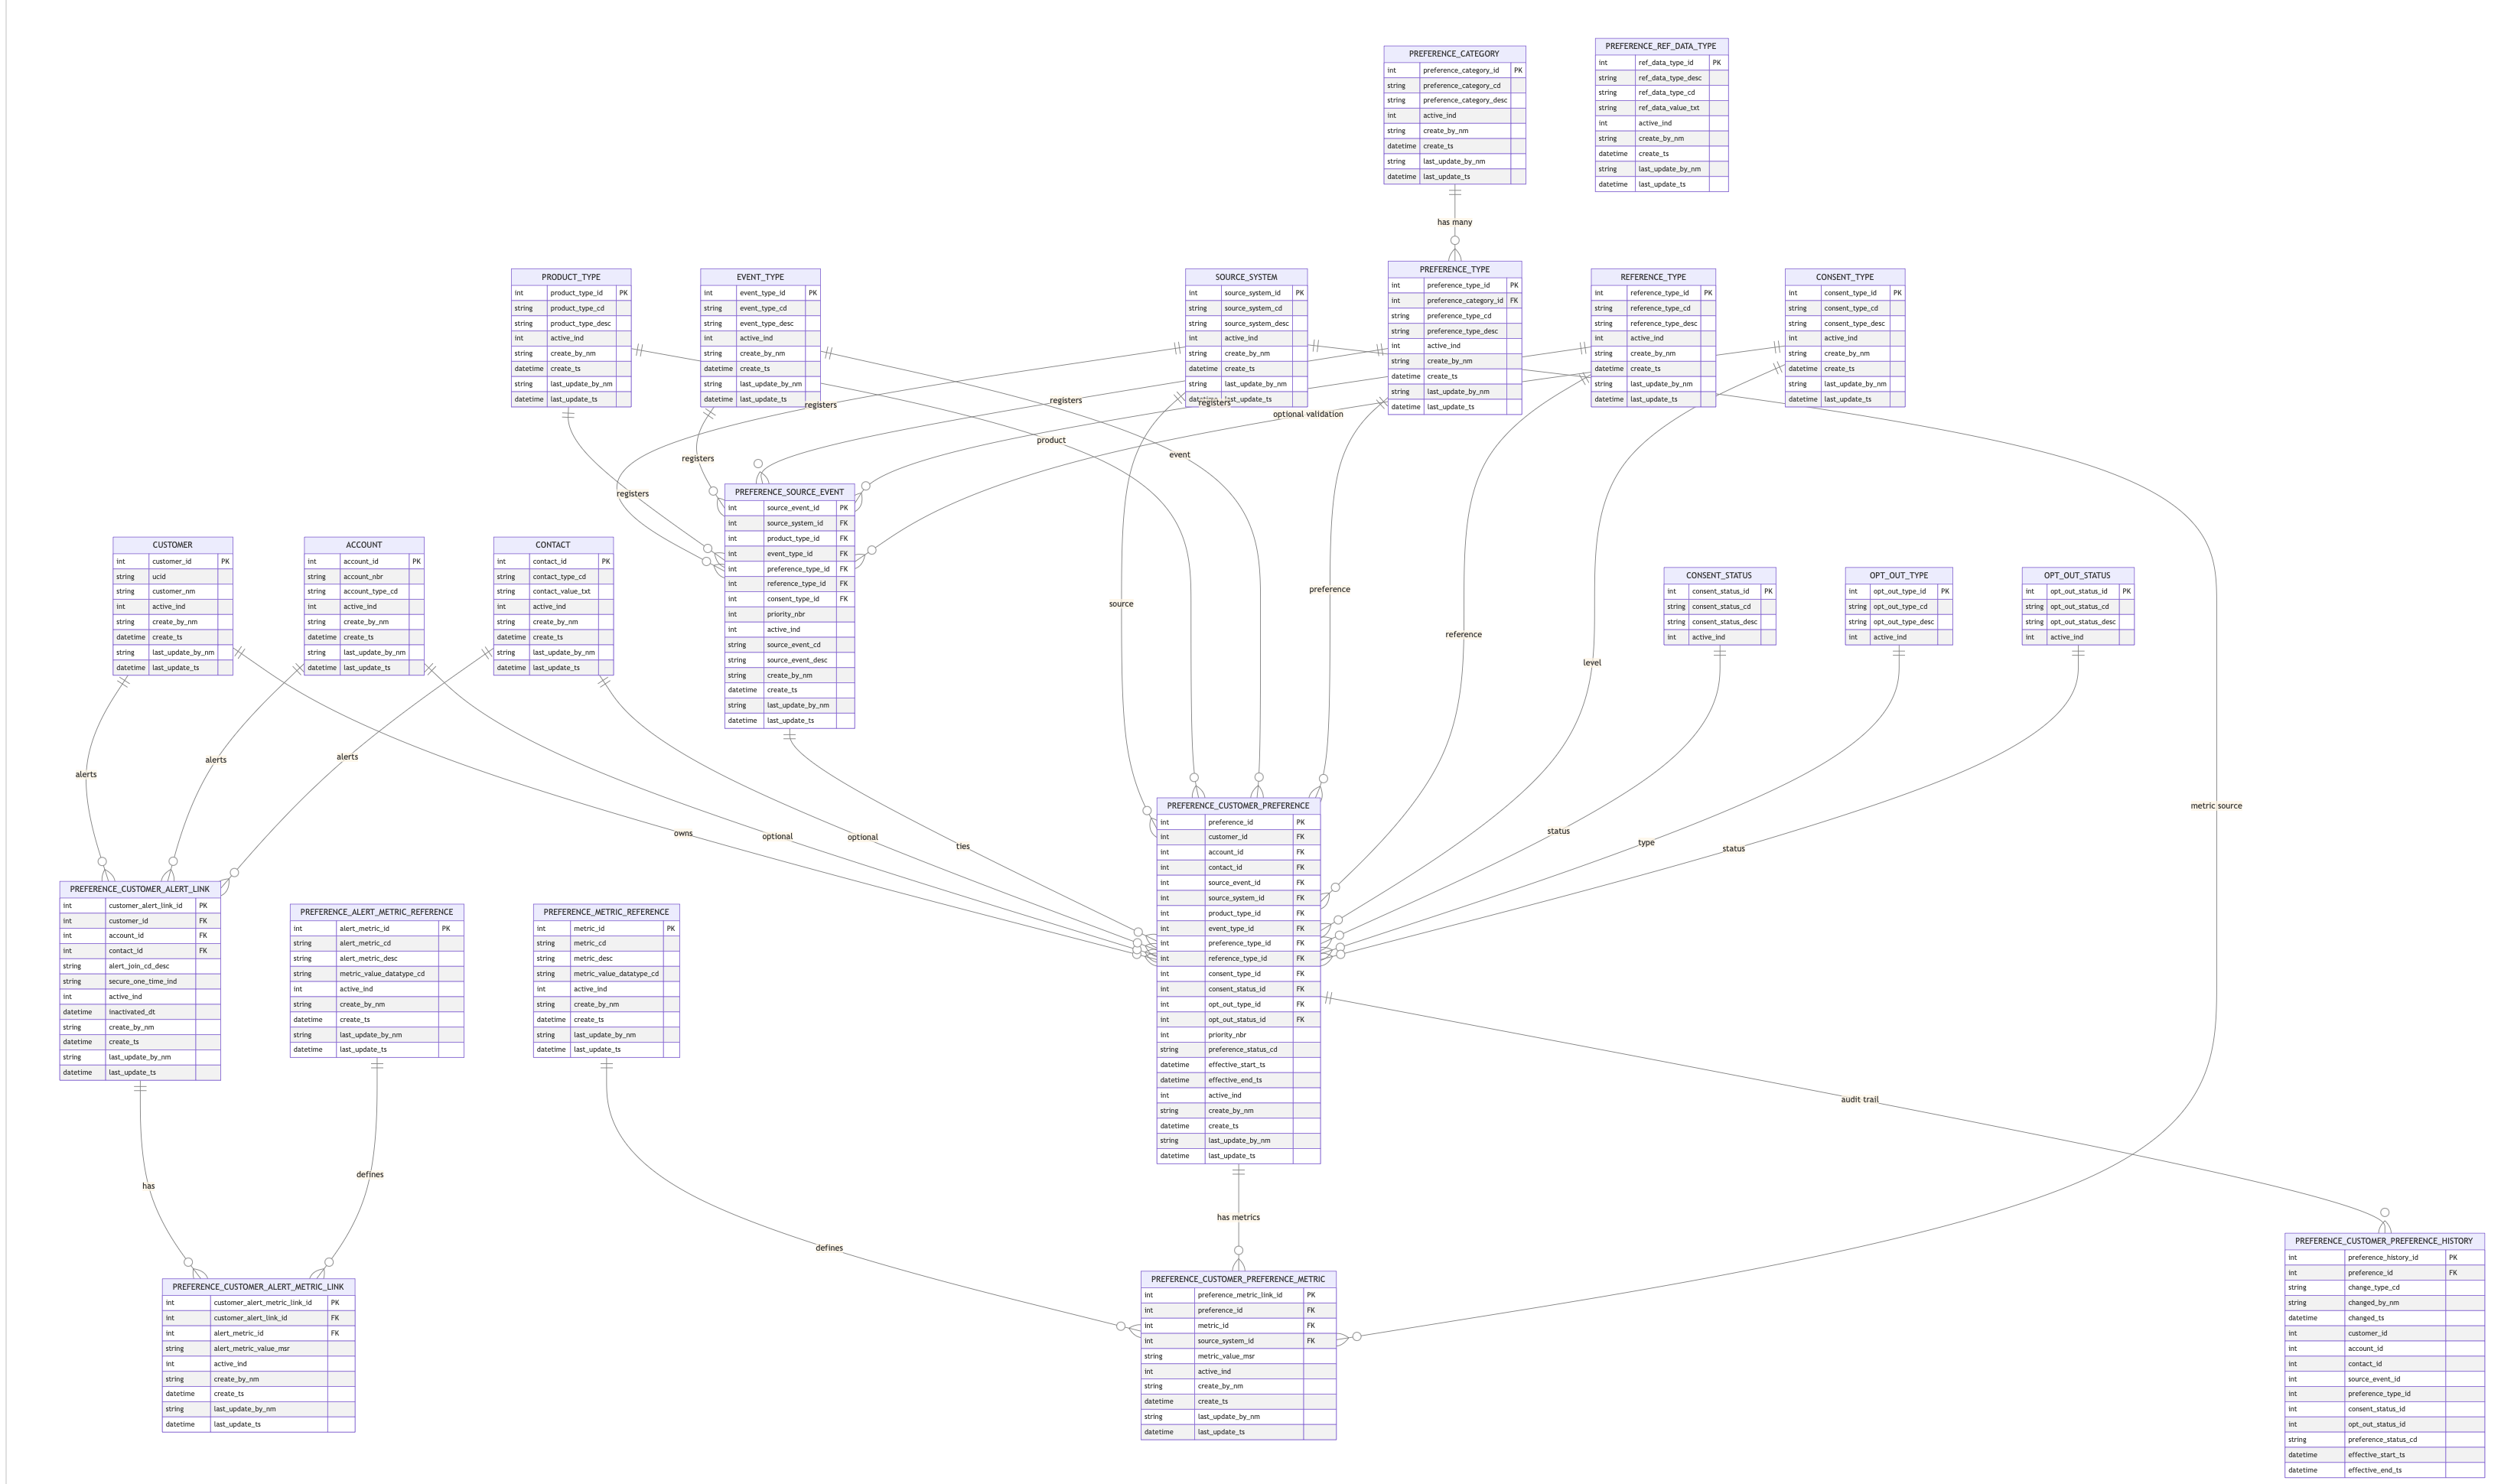 PREFERENCE_CATEGORY
int preference_category_id PK
string preference_category_cd
string preference_category_desc
int active_ind
string create_by_nm
datetime create_ts
string last_update_by_nm
datetime last_update_ts
PREFERENCE_REF_DATA_TYPE
int ref_data_type_id PK
string ref_data_type_desc
string ref_data_type_cd
string ref_data_value_txt
int active_ind
string create_by_nm
datetime create_ts
string last_update_by_nm
datetime last_update_ts
has many
PRODUCT_TYPE
int product_type_id PK
string product_type_cd
string product_type_desc
int active_ind
string create_by_nm
datetime create_ts
string last_update_by_nm
datetime last_update_ts
EVENT_TYPE
int event_type_id PK
string event_type_cd
string event_type_desc
int active_ind
string create_by_nm
datetime create_ts
string last_update_by_nm
datetime last_update_ts
SOURCE_SYSTEM
int source_system_id PK
string source_system_cd
string source_system_desc
int active_ind
string create_by_nm
datetime create_ts
string last_update_by_nm
datetime last_update_ts
PREFERENCE_TYPE
int preference_type_id PK
int preference_category_id FK
string preference_type_cd
string preference_type_desc
int active_ind
string create_by_nm
datetime create_ts
string last_update_by_nm
datetime last_update_ts
REFERENCE_TYPE
int reference_type_id PK
string reference_type_cd
string reference_type_desc
int active_ind
string create_by_nm
datetime create_ts
string last_update_by_nm
datetime last_update_ts
CONSENT_TYPE
int consent_type_id PK
string consent_type_cd
string consent_type_desc
int active_ind
string create_by_nm
datetime create_ts
string last_update_by_nm
datetime last_update_ts
registers
registers
registers
optional validation
product
event
registers
registers
PREFERENCE_SOURCE_EVENT
int source_event_id PK
int source_system_id FK
int product_type_id FK
int event_type_id FK
int preference_type_id FK
int reference_type_id FK
int consent_type_id FK
int priority_nbr
int active_ind
string source_event_cd
string source_event_desc
string create_by_nm
datetime create_ts
string last_update_by_nm
datetime last_update_ts
CUSTOMER
int customer_id PK
string ucid
string customer_nm
int active_ind
string create_by_nm
datetime create_ts
string last_update_by_nm
datetime last_update_ts
ACCOUNT
int account_id PK
string account_nbr
string account_type_cd
int active_ind
string create_by_nm
datetime create_ts
string last_update_by_nm
datetime last_update_ts
CONTACT
int contact_id PK
string contact_type_cd
string contact_value_txt
int active_ind
string create_by_nm
datetime create_ts
string last_update_by_nm
datetime last_update_ts
source
preference
reference
level
CONSENT_STATUS
int consent_status_id PK
string consent_status_cd
string consent_status_desc
int active_ind
OPT_OUT_TYPE
int opt_out_type_id PK
string opt_out_type_cd
string opt_out_type_desc
int active_ind
OPT_OUT_STATUS
int opt_out_status_id PK
string opt_out_status_cd
string opt_out_status_desc
int active_ind
alerts
alerts
alerts
owns
optional
optional
ties
status
type
status
metric source
PREFERENCE_CUSTOMER_PREFERENCE
int preference_id PK
int customer_id FK
int account_id FK
int contact_id FK
int source_event_id FK
int source_system_id FK
int product_type_id FK
int event_type_id FK
int preference_type_id FK
int reference_type_id FK
int consent_type_id FK
int consent_status_id FK
int opt_out_type_id FK
int opt_out_status_id FK
int priority_nbr
string preference_status_cd
datetime effective_start_ts
datetime effective_end_ts
int active_ind
string create_by_nm
datetime create_ts
string last_update_by_nm
datetime last_update_ts
PREFERENCE_CUSTOMER_ALERT_LINK
int customer_alert_link_id PK
int customer_id FK
int account_id FK
int contact_id FK
string alert_join_cd_desc
string secure_one_time_ind
int active_ind
datetime inactivated_dt
string create_by_nm
datetime create_ts
string last_update_by_nm
datetime last_update_ts
PREFERENCE_ALERT_METRIC_REFERENCE
int alert_metric_id PK
string alert_metric_cd
string alert_metric_desc
string metric_value_datatype_cd
int active_ind
string create_by_nm
datetime create_ts
string last_update_by_nm
datetime last_update_ts
PREFERENCE_METRIC_REFERENCE
int metric_id PK
string metric_cd
string metric_desc
string metric_value_datatype_cd
int active_ind
string create_by_nm
datetime create_ts
string last_update_by_nm
datetime last_update_ts
audit trail
has
defines
defines
has metrics
PREFERENCE_CUSTOMER_ALERT_METRIC_LINK
int customer_alert_metric_link_id PK
int customer_alert_link_id FK
int alert_metric_id FK
string alert_metric_value_msr
int active_ind
string create_by_nm
datetime create_ts
string last_update_by_nm
datetime last_update_ts
PREFERENCE_CUSTOMER_PREFERENCE_METRIC
int preference_metric_link_id PK
int preference_id FK
int metric_id FK
int source_system_id FK
string metric_value_msr
int active_ind
string create_by_nm
datetime create_ts
string last_update_by_nm
datetime last_update_ts
PREFERENCE_CUSTOMER_PREFERENCE_HISTORY
int preference_history_id PK
int preference_id FK
string change_type_cd
string changed_by_nm
datetime changed_ts
int customer_id
int account_id
int contact_id
int source_event_id
int preference_type_id
int consent_status_id
int opt_out_status_id
string preference_status_cd
datetime effective_start_ts
datetime effective_end_ts